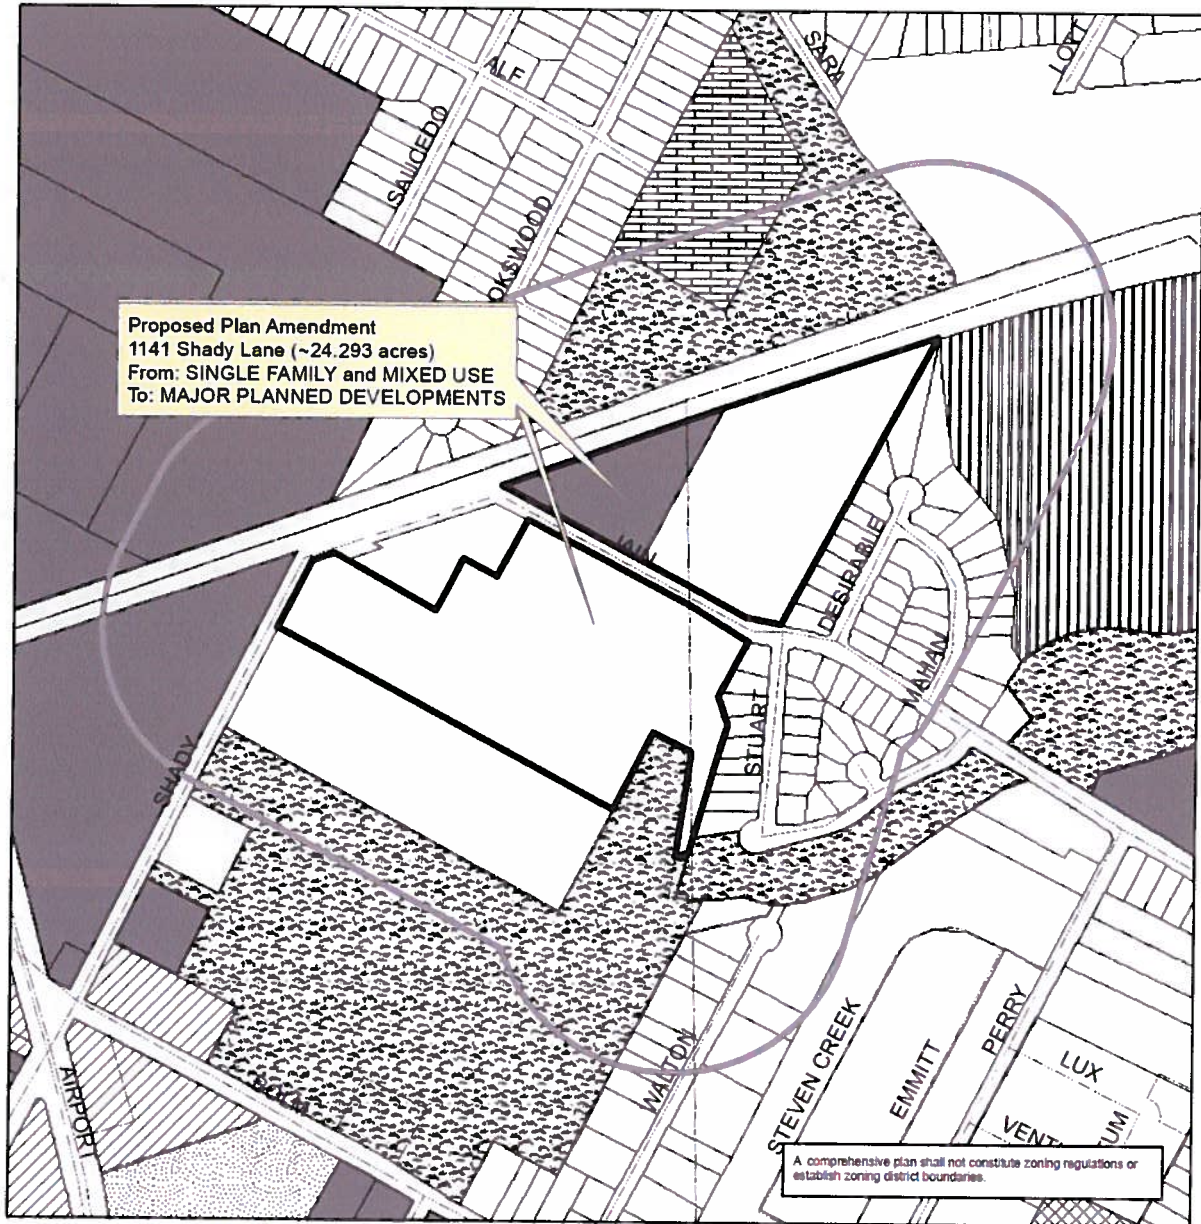 ALF
SARA
SAUCEDO
Proposed Plan Amendment
1141 Shady Lane (~24.293 acres)
From: SINGLE FAMILY and MIXED USE
To: MAJOR PLANNED DEVELOPMENTS
JAIN
DESIRABLE
MAHAN
STUART
SHADY
WALTON
STEVEN CREEK
EMMITT
PERRY
LUX
AIRPORT
A comprehensive plan shall not constitute zoning regulations or
establish zoning district boundaries.